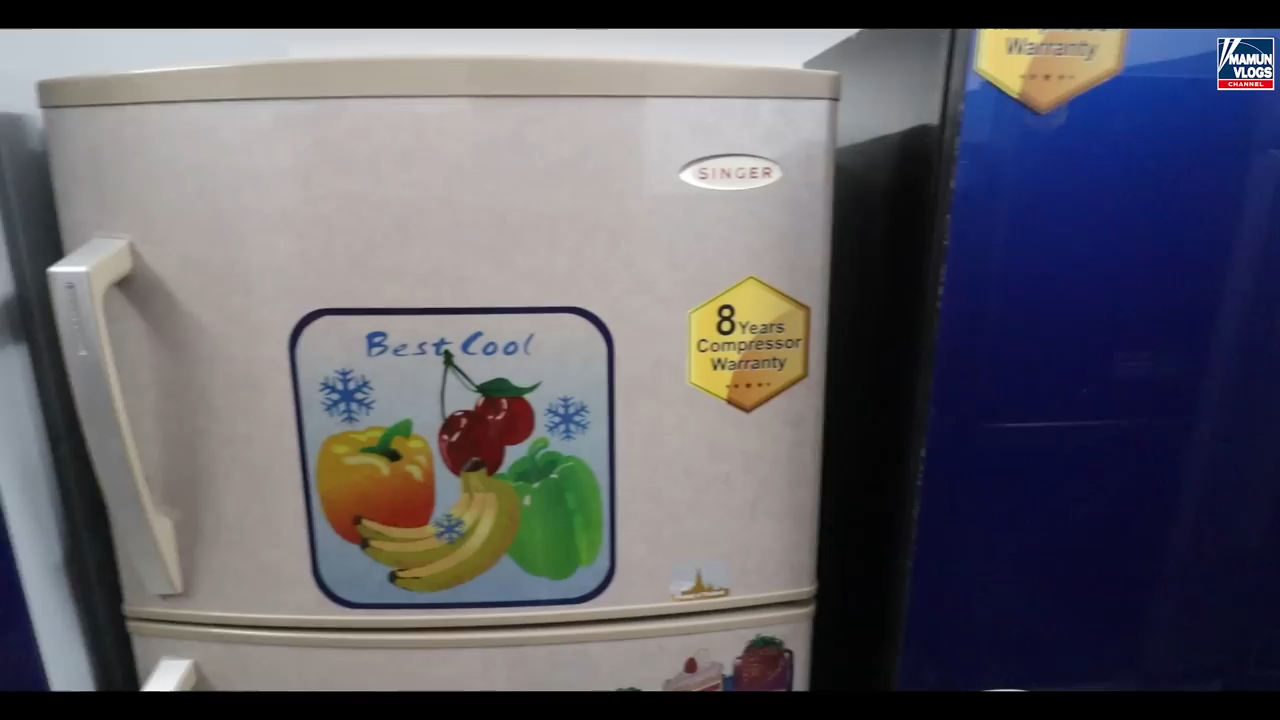 Warranty
MAMUN
VLOGS
CHANNEL
SINGER
8 Years
Compressor
Warranty
Best Cool